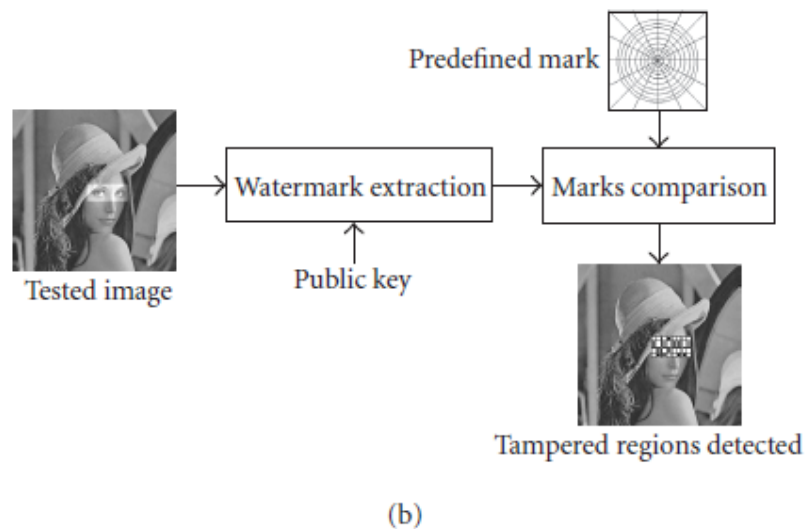 Predefined mark
Watermark extraction
Marks comparison
Tested image
Public key
Tampered regions detected
(b)